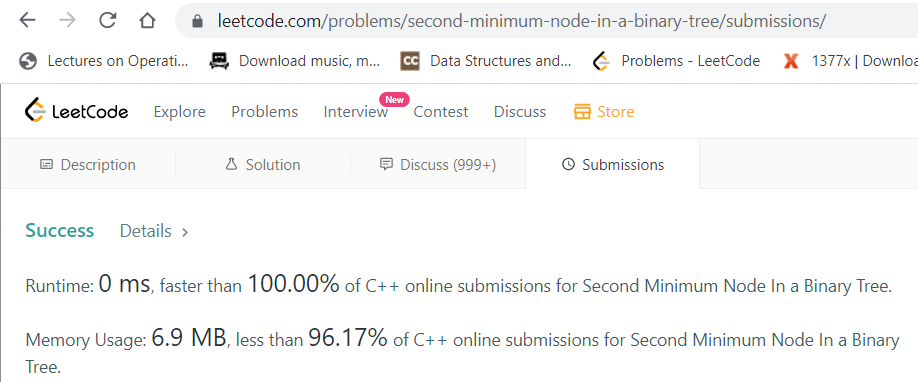 leetcode.com/problems/second-minimum-node-in-a-binary-tree/submissions/
Lectures on Operati... Download music, m... CC Data Structures and... Problems - LeetCode X 1377x | Downloa
LeetCode Explore Problems Interview New Contest Discuss Store
Description Solution Discuss (999+) Submissions
Success Details >
Runtime: 0 ms, faster than 100.00% of C++ online submissions for Second Minimum Node In a Binary Tree.
Memory Usage: 6.9 MB, less than 96.17% of C++ online submissions for Second Minimum Node In a Binary
Tree.